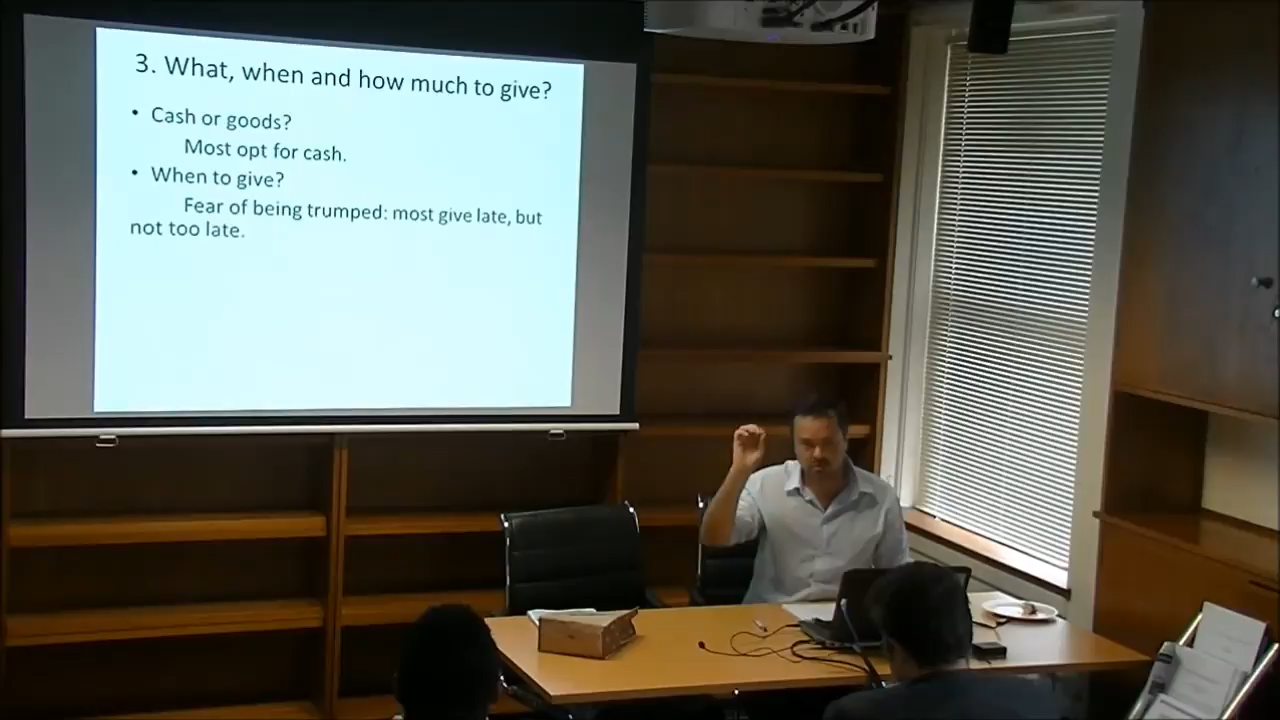 3. What, when and how much to give?
• Cash or goods?
Most opt for cash.
• When to give?
Fear of being trumped: most give late, but
not too late.